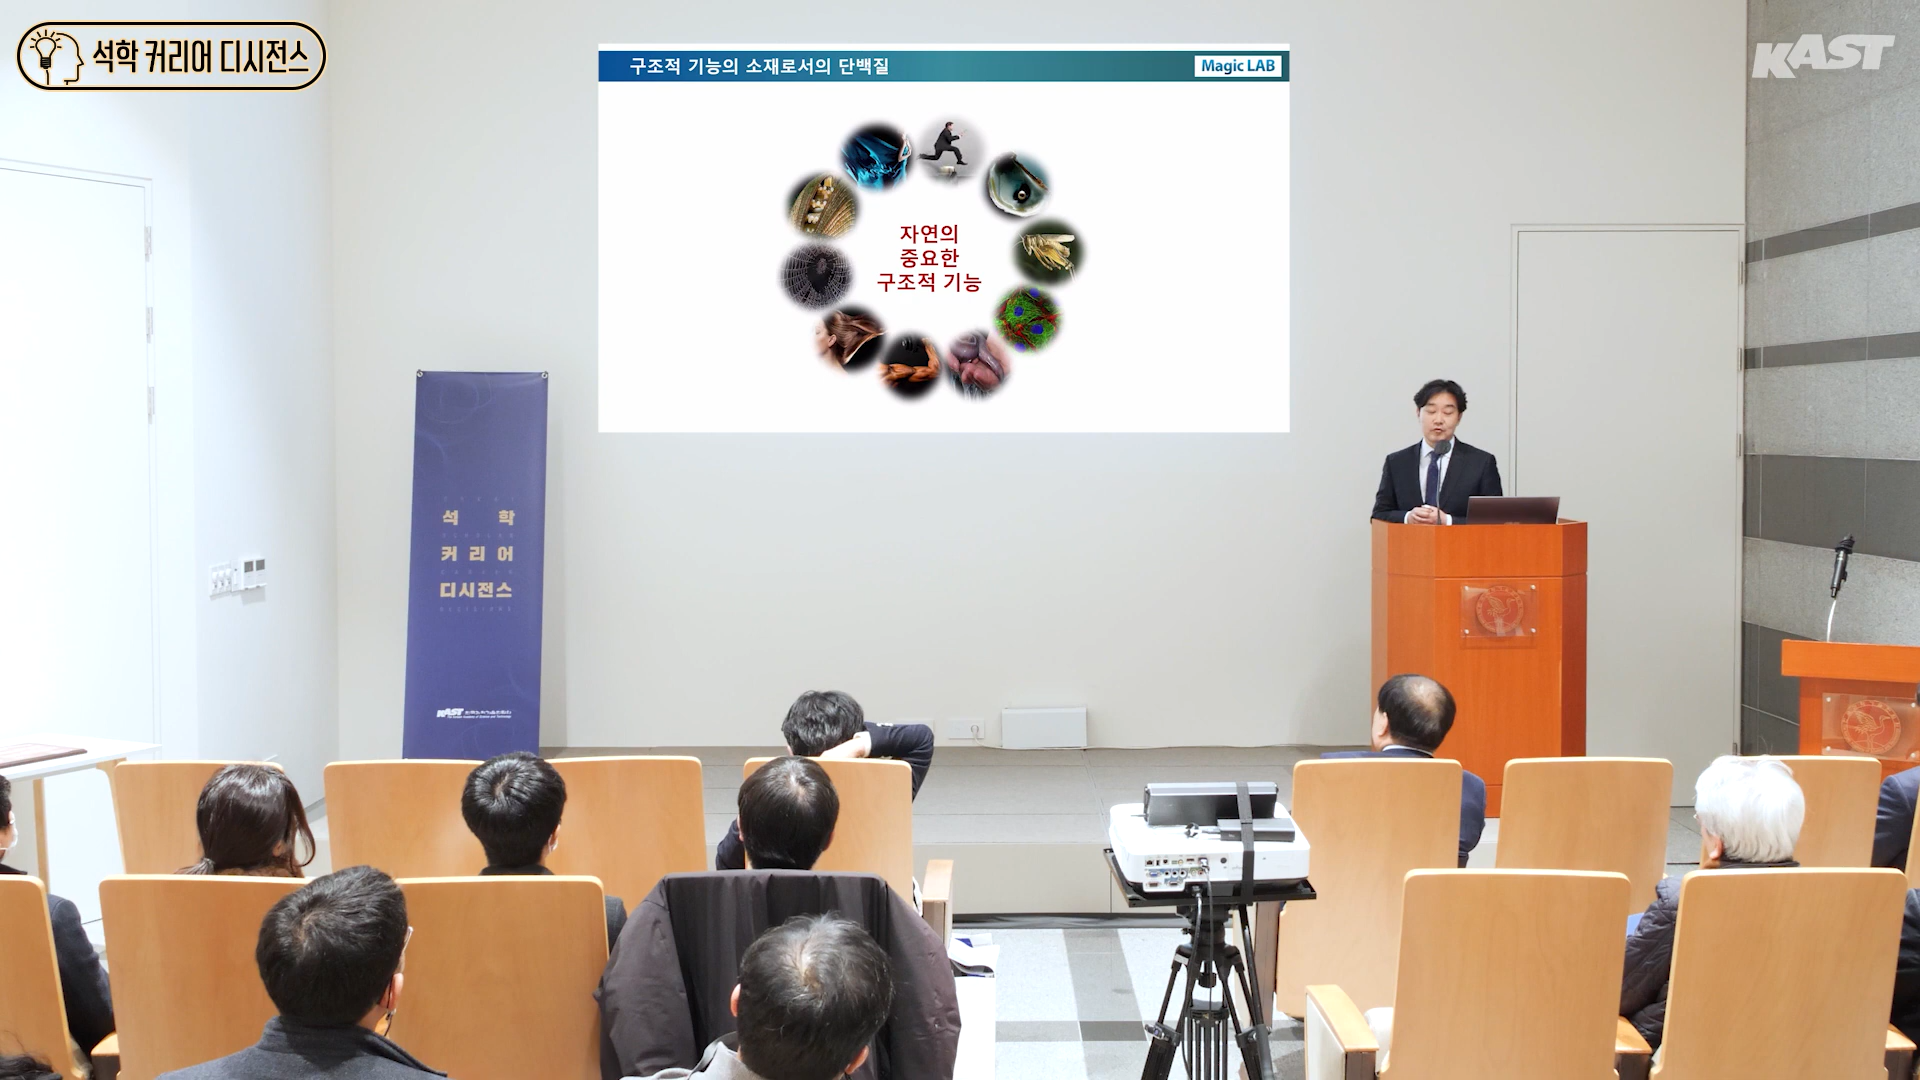 석학 커리어 디시전스
KAST
구조적 기능의 소재로서의 단백질
Magic LAB
자연의
중요한
구조적 기능
석학
커리어
디시전스
KAST